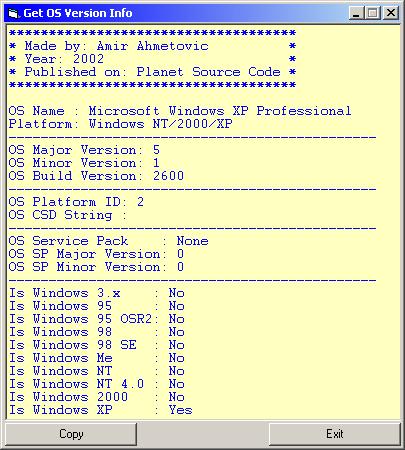 Get OS Version Info
************************************
* Made by: Amir Ahmetovic          *
* Year: 2002                       *
* Published on: Planet Source Code *
************************************
OS Name : Microsoft Windows XP Professional
Platform: Windows NT/2000/XP
----------------------------------------------
OS Major Version: 5
OS Minor Version: 1
OS Build Version: 2600
----------------------------------------------
OS Platform ID: 2
OS CSD String :
----------------------------------------------
OS Service Pack    : None
OS SP Major Version: 0
OS SP Minor Version: 0
----------------------------------------------
Is Windows 3.x   : No
Is Windows 95    : No
Is Windows 95 OSR2: No
Is Windows 98    : No
Is Windows 98 SE : No
Is Windows Me    : No
Is Windows NT    : No
Is Windows NT 4.0 : No
Is Windows 2000  : No
Is Windows XP    : Yes
Copy
Exit